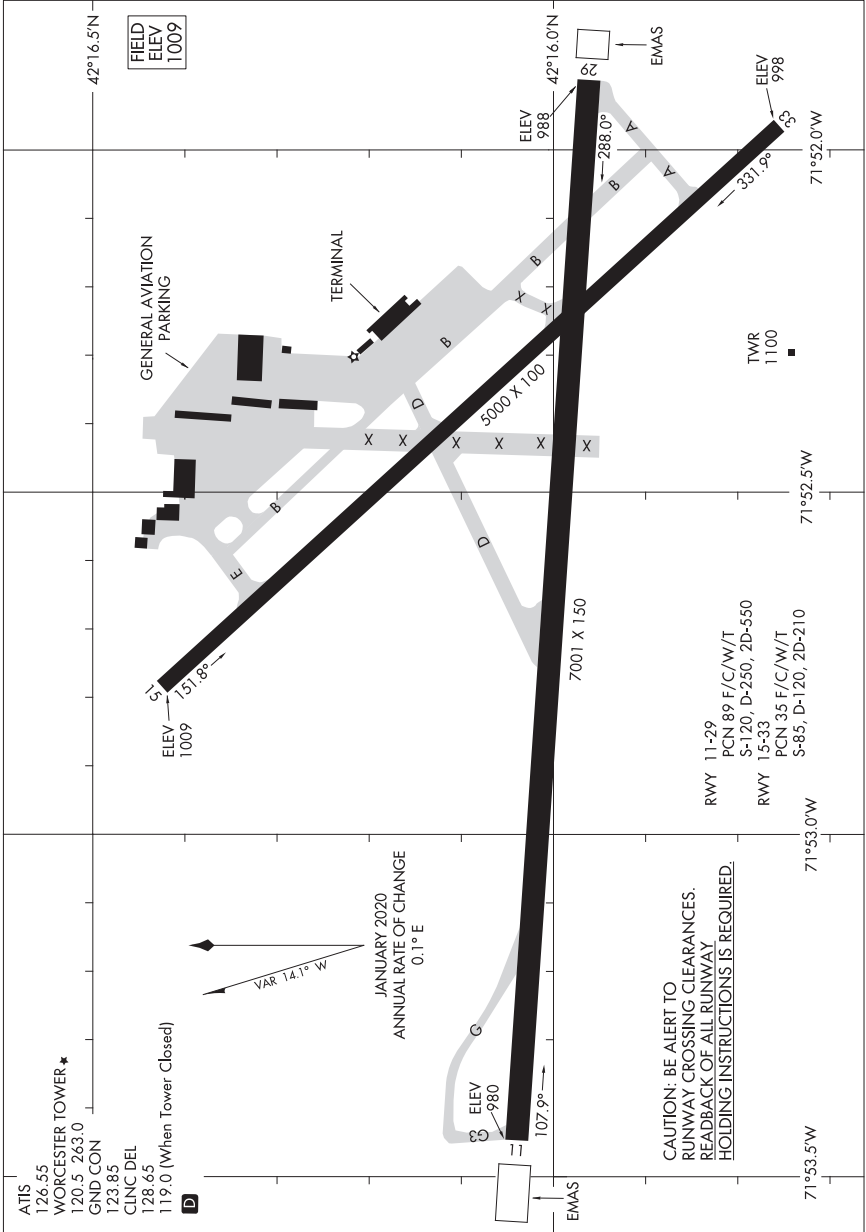 ATIS
126.55
WORCESTER TOWER
120.5 263.0
GND CON
123.85
CLNC DEL
128.65
119.0 (When Tower Closed)
D
FIELD
ELEV
1009
42°16.5'N
42°16.0'N
VAR 14.1° W
JANUARY 2020
ANNUAL RATE OF CHANGE
0.1° E
GENERAL AVIATION
PARKING
TERMINAL
15
151.8°
ELEV
1009
E
B
B
B
B
D
D
X
X
X
X
X
X
X
X
5000 X 100
7001 X 150
ELEV
988
29
288.0°
EMAS
A
A
ELEV
998
33
331.9°
G
G3
ELEV
980
11
107.9°
EMAS
TWR
1100
CAUTION: BE ALERT TO
RUNWAY CROSSING CLEARANCES.
READBACK OF ALL RUNWAY
HOLDING INSTRUCTIONS IS REQUIRED.
RWY 11-29
PCN 89 F/C/W/T
S-120, D-250, 2D-550
RWY 15-33
PCN 35 F/C/W/T
S-85, D-120, 2D-210
71°53.5'W
71°53.0'W
71°52.5'W
71°52.0'W